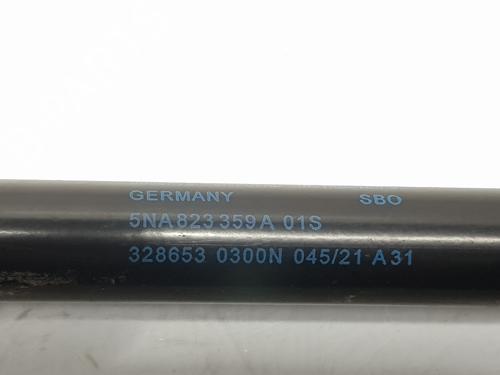 GERMANY SBO
5NA 823 359 A 01S
328653 0300N 045/21 A31